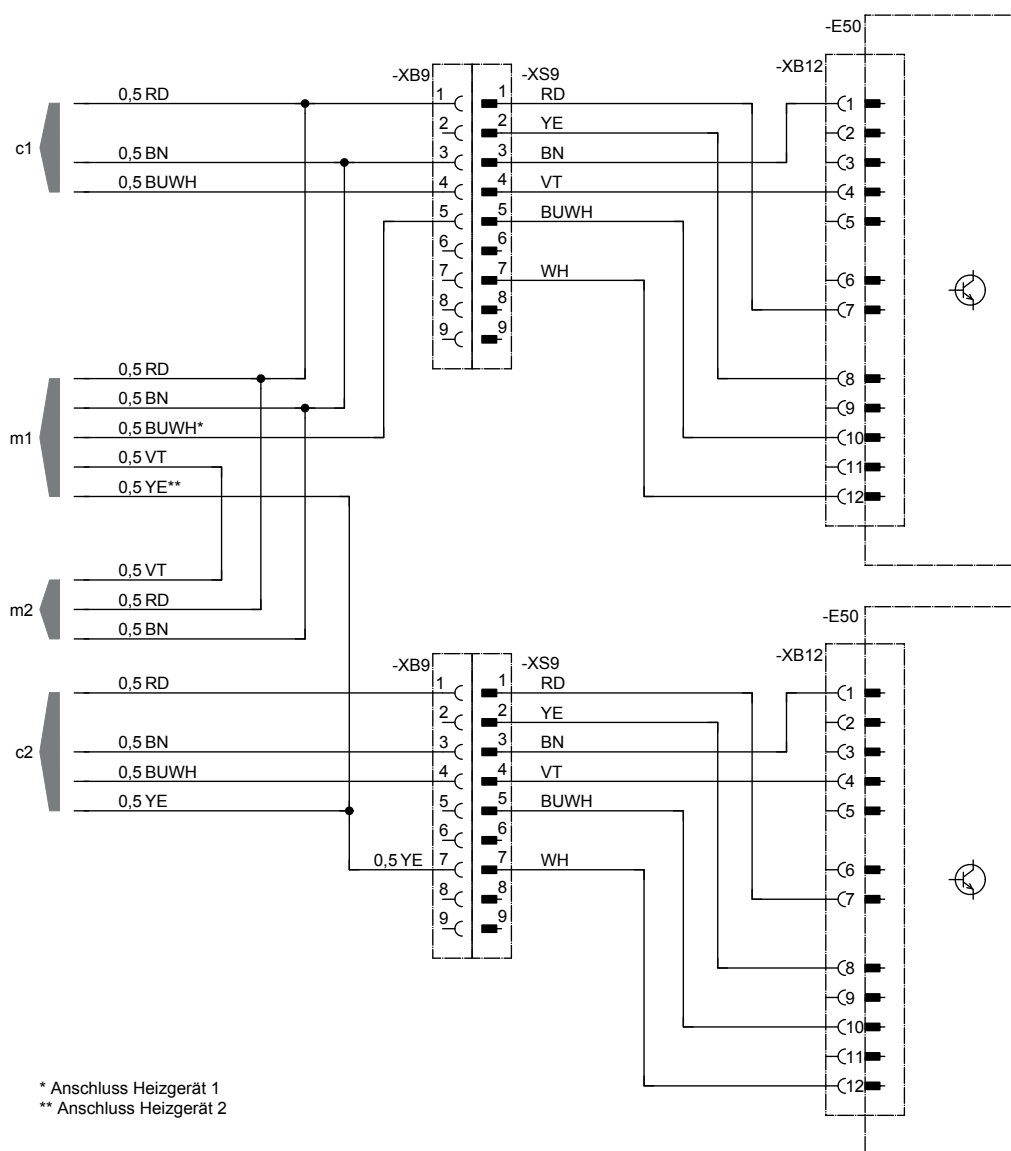 -E50
-XB9 -XS9 -XB12
c1
0,5 RD 1 1 RD 1
2 2 YE 2
0,5 BN 3 3 BN 3
0,5 BUWH 4 4 VT 4
5 5 BUWH 5
6 6
7 7 WH 6
8 8 7
9 9
m1
0,5 RD 8
0,5 BN 9
0,5 BUWH* 10
0,5 VT 11
0,5 YE** 12
m2
0,5 VT
0,5 RD
0,5 BN
-E50
-XB9 -XS9 -XB12
c2
0,5 RD 1 1 RD 1
2 2 YE 2
0,5 BN 3 3 BN 3
0,5 BUWH 4 4 VT 4
0,5 YE 5 5 BUWH 5
6 6
0,5 YE 7 7 WH 6
8 8 7
9 9
8
9
10
11
12
* Anschluss Heizgerät 1
** Anschluss Heizgerät 2